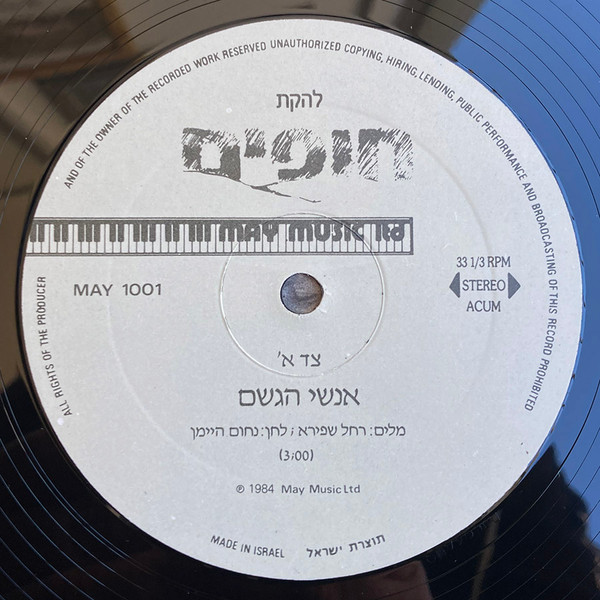 ALL RIGHTS OF THE PRODUCER AND OF THE OWNER OF THE RECORDED WORK RESERVED UNAUTHORIZED COPYING, HIRING, LENDING, PUBLIC PERFORMANCE AND BROADCASTING OF THIS RECORD PROHIBITED
להקת
חופים
MAY MUSIC ltd
MAY 1001
33 1/3 RPM
STEREO
ACUM
צד א'
אנשי הגשם
מלים: רחל שפירא ; לחן: נחום היימן
(3;00)
℗ 1984 May Music Ltd
MADE IN ISRAEL תוצרת ישראל